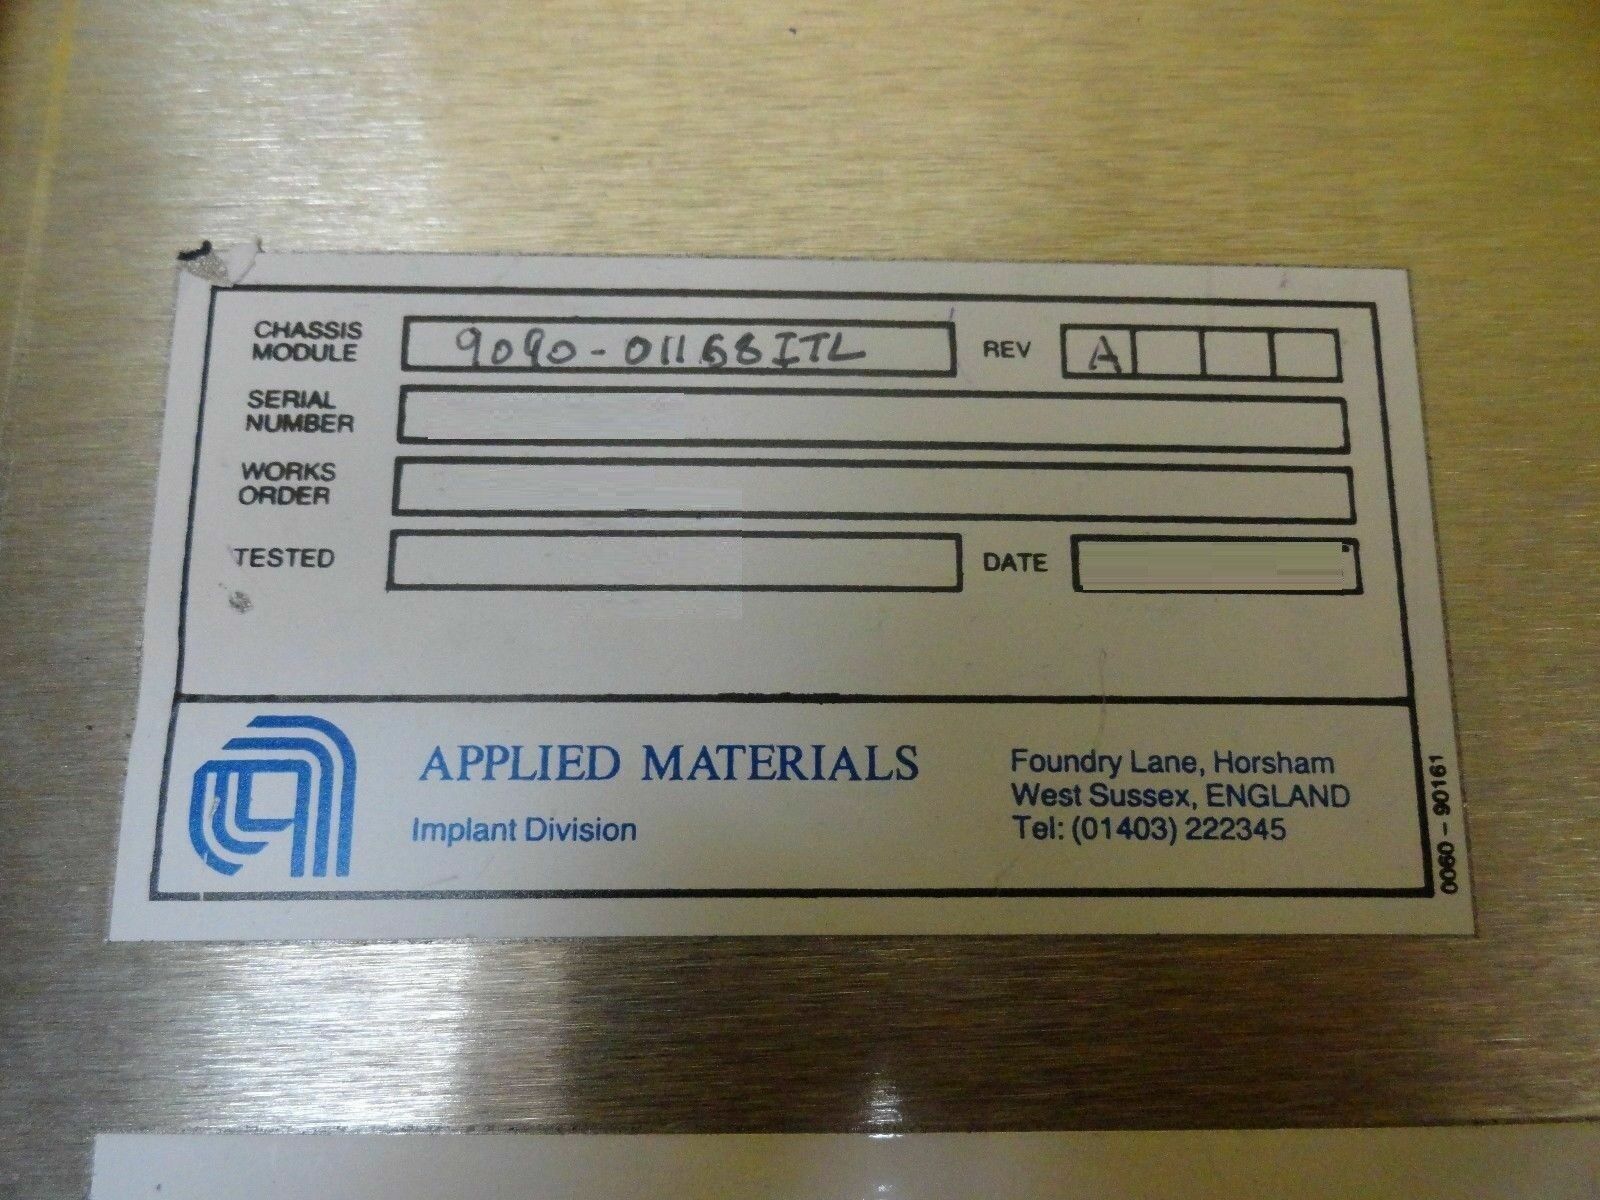 CHASSIS MODULE 9090-01168ITL REV A
SERIAL NUMBER
WORKS ORDER
TESTED DATE
APPLIED MATERIALS
Implant Division
Foundry Lane, Horsham
West Sussex, ENGLAND
Tel: (01403) 222345
0060 - 90161